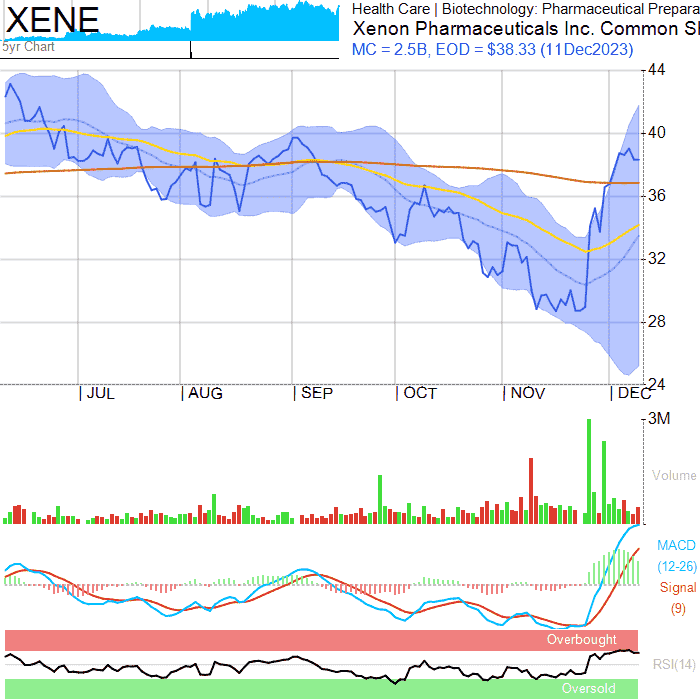 XENE
5yr Chart
Health Care | Biotechnology: Pharmaceutical Prepara
Xenon Pharmaceuticals Inc. Common
MC = 2.5B, EOD = $38.33 (11Dec2023)
44
40
36
32
28
24
| JUL | AUG | SEP | OCT | NOV | DEC
3M
Volume
MACD
(12-26)
Signal
(9)
Overbought
RSI(14)
Oversold